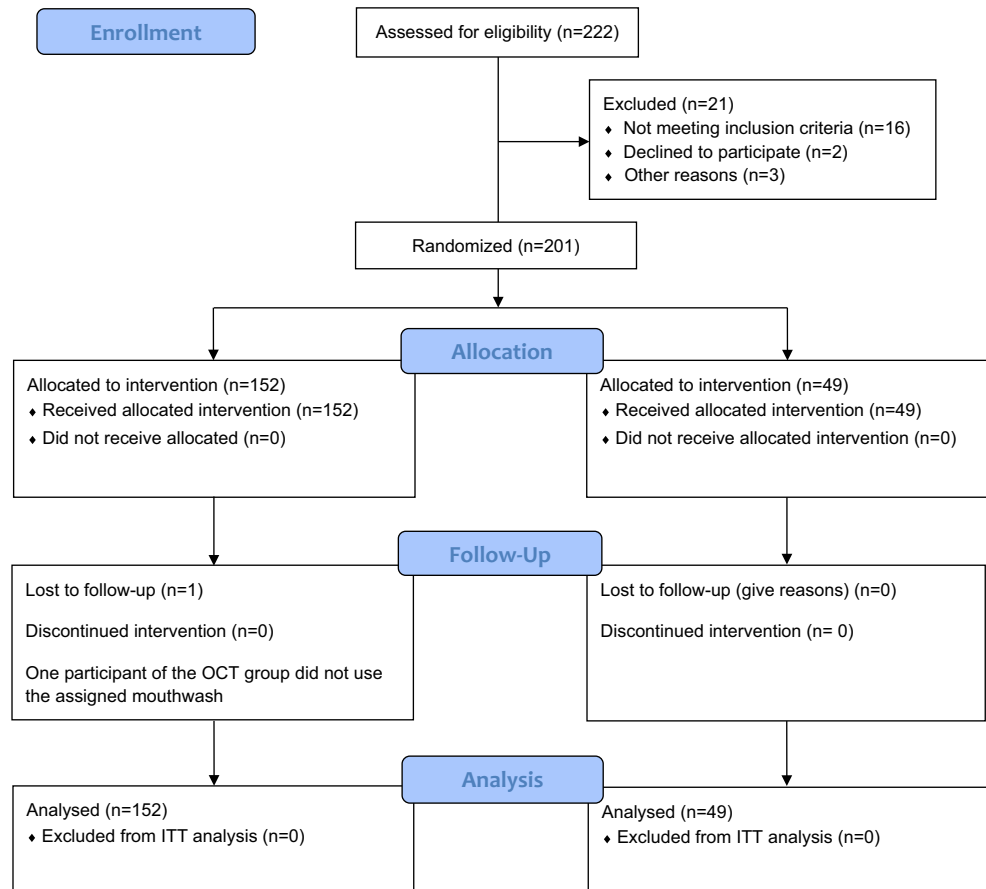 Enrollment
Assessed for eligibility (n=222)
Excluded (n=21)
♦ Not meeting inclusion criteria (n=16)
♦ Declined to participate (n=2)
♦ Other reasons (n=3)
Randomized (n=201)
Allocation
Allocated to intervention (n=152)
♦ Received allocated intervention (n=152)
♦ Did not receive allocated (n=0)
Allocated to intervention (n=49)
♦ Received allocated intervention (n=49)
♦ Did not receive allocated intervention (n=0)
Follow-Up
Lost to follow-up (n=1)
Discontinued intervention (n=0)
One participant of the OCT group did not use
the assigned mouthwash
Lost to follow-up (give reasons) (n=0)
Discontinued intervention (n= 0)
Analysis
Analysed (n=152)
♦ Excluded from ITT analysis (n=0)
Analysed (n=49)
♦ Excluded from ITT analysis (n=0)